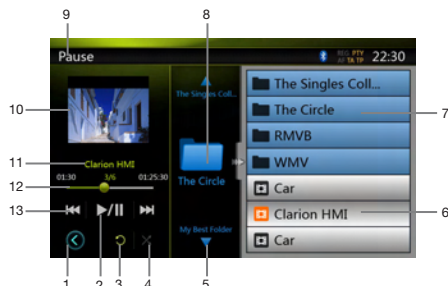 9
8
Pause
REG PTY
AF TA TP
22:30
10
The Singles Coll...
The Singles Coll...
The Circle
7
RMVB
11
Clarion HMI
WMV
12
01:30
3/6
01:25:30
The Circle
Car
13
Clarion HMI
6
My Best Folder
Car
1
2
3
4
5